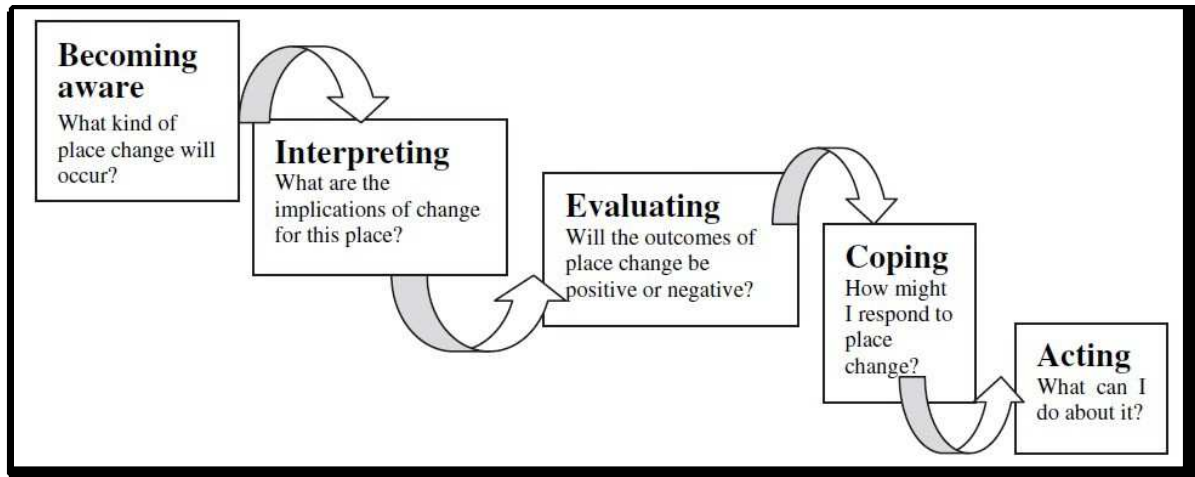 Becoming
aware
What kind of
place change will
occur?
Interpreting
What are the
implications of change
for this place?
Evaluating
Will the outcomes of
place change be
positive or negative?
Coping
How might
I respond to
place
change?
Acting
What can I
do about it?